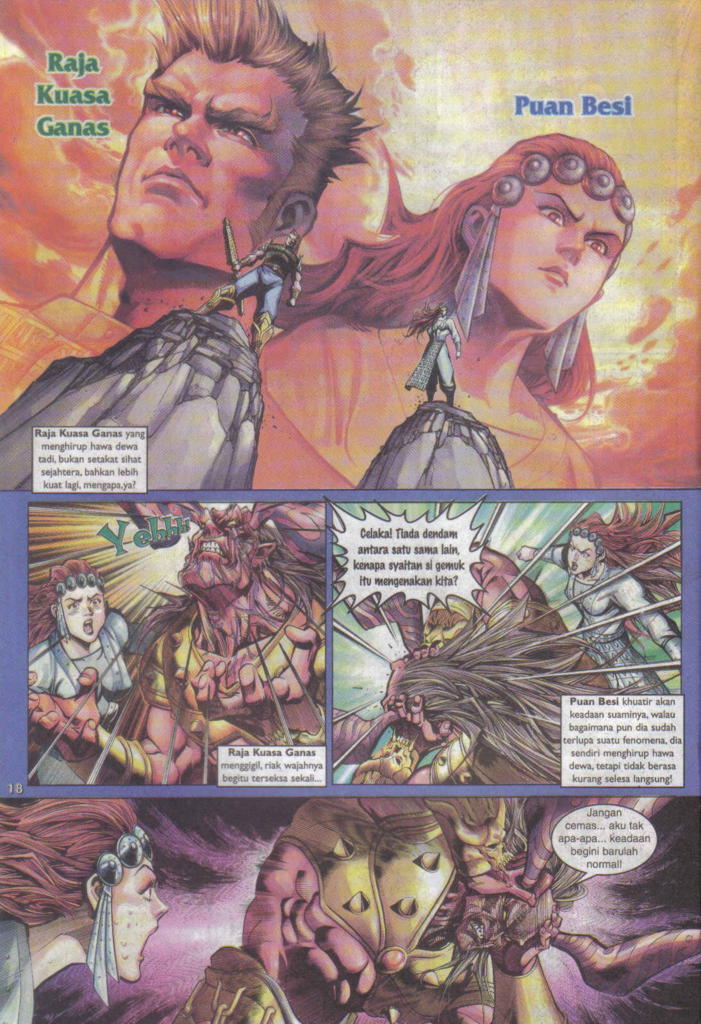 Raja
Kuasa
Ganas
Puan Besi
Raja Kuasa Ganas yang
menghirup hawa dewa
tadi, bukan setakat sihat
sejahtera, bahkan lebih
kuat lagi, mengapa,ya?
Yehhh!
Raja Kuasa Ganas
menggigil, riak wajahnya
begitu terseksa sekali...
Celaka! Tiada dendam
antara satu sama lain,
kenapa syaitan si gemuk
itu mengenakan kita?
Puan Besi khuatir akan
keadaan suaminya, walau
bagaimana pun dia sudah
terlupa suatu fenomena, dia
sendiri menghirup hawa
dewa, tetapi tidak berasa
kurang selesa langsung!
18
Jangan
cemas... aku tak
apa-apa... keadaan
begini barulah
normal!